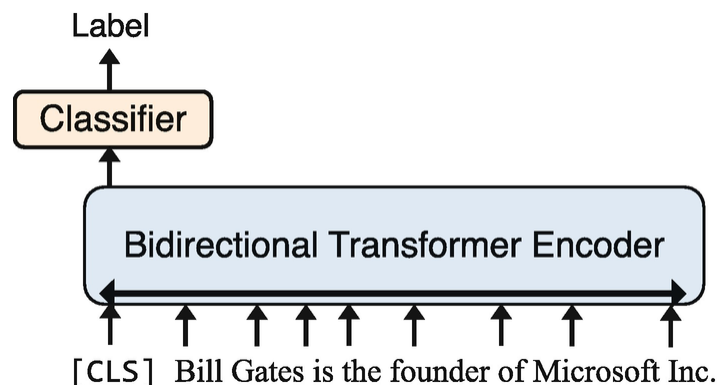 Label
Classifier
Bidirectional Transformer Encoder
[CLS] Bill Gates is the founder of Microsoft Inc.